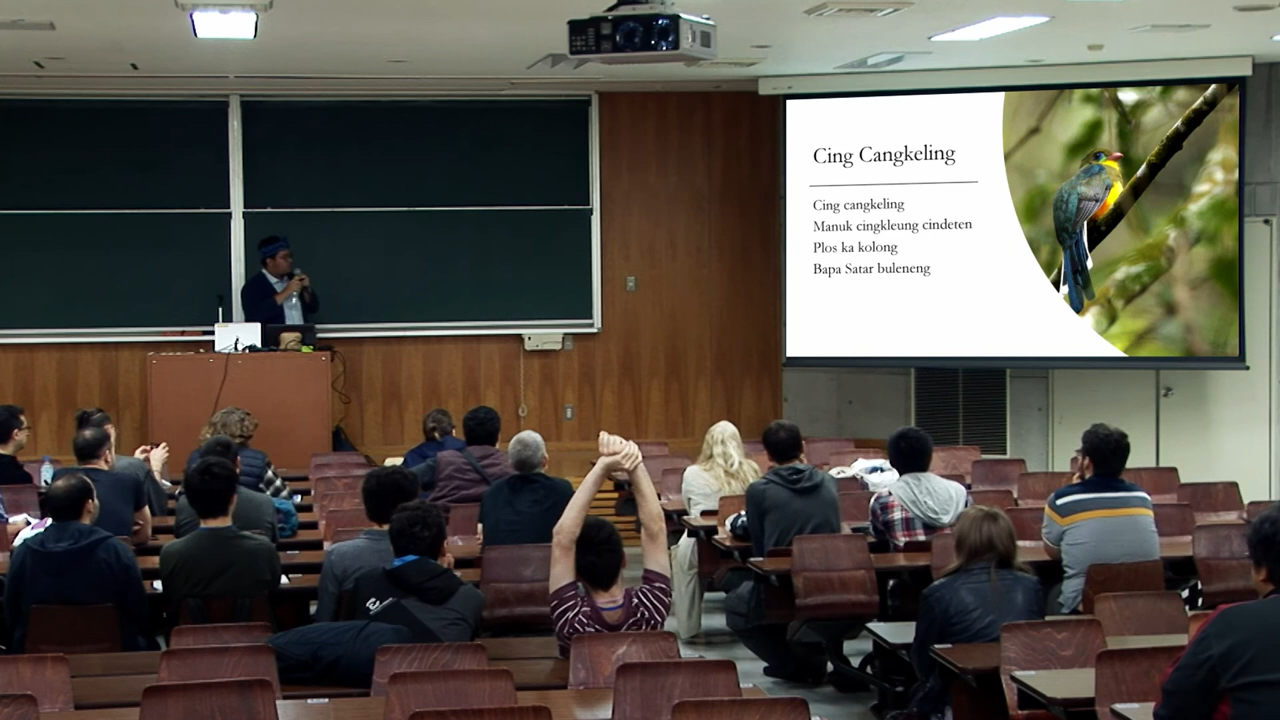 Cing Cangkeling
Cing cangkeling
Manuk cingkleung cindeten
Plos ka kolong
Bapa Satar buleneng